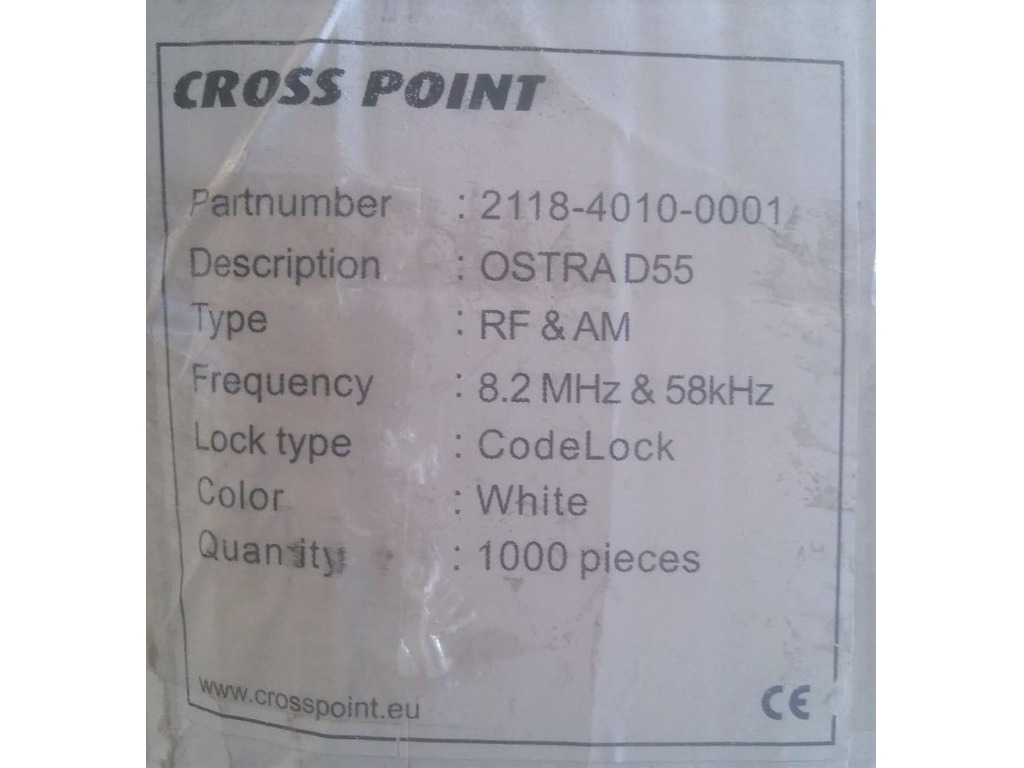 CROSS POINT
Partnumber : 2118-4010-0001
Description : OSTRA D55
Type : RF & AM
Frequency : 8.2 MHz & 58kHz
Lock type : CodeLock
Color : White
Quantity : 1000 pieces
www.crosspoint.eu CE